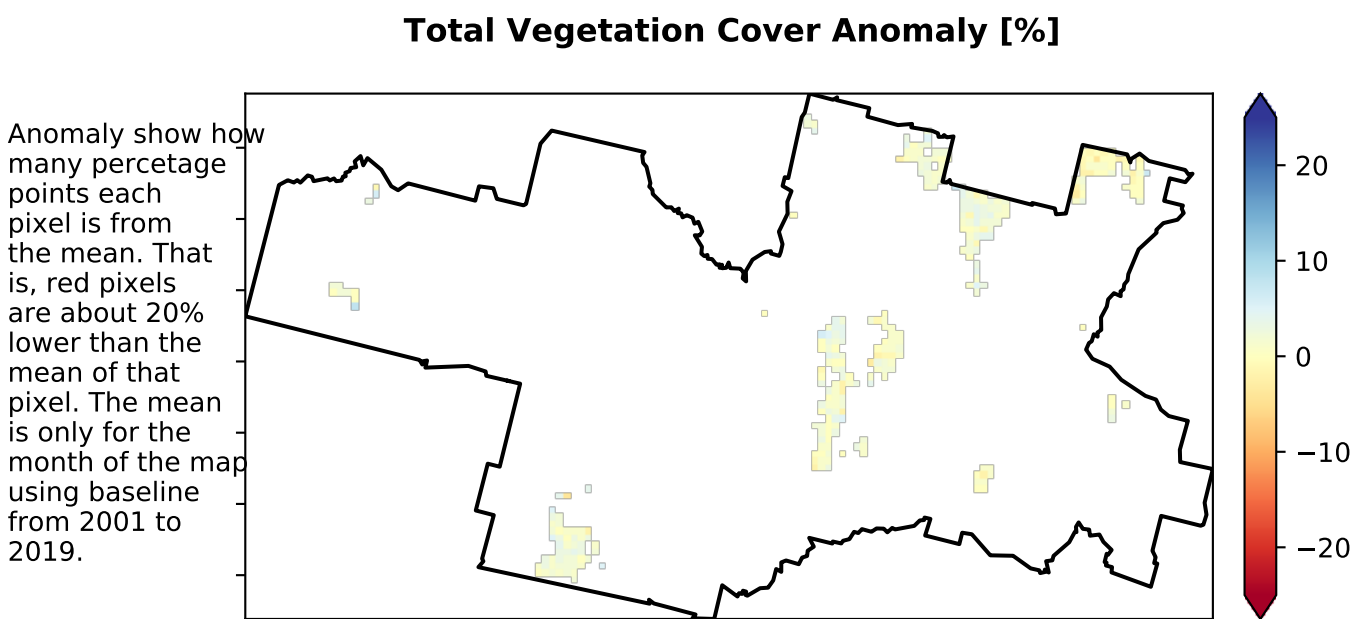 Total Vegetation Cover Anomaly [%]
Anomaly show how
many percetage
points each
pixel is from
the mean. That
is, red pixels
are about 20%
lower than the
mean of that
pixel. The mean
is only for the
month of the map
using baseline
from 2001 to
2019.
20
10
0
−10
−20